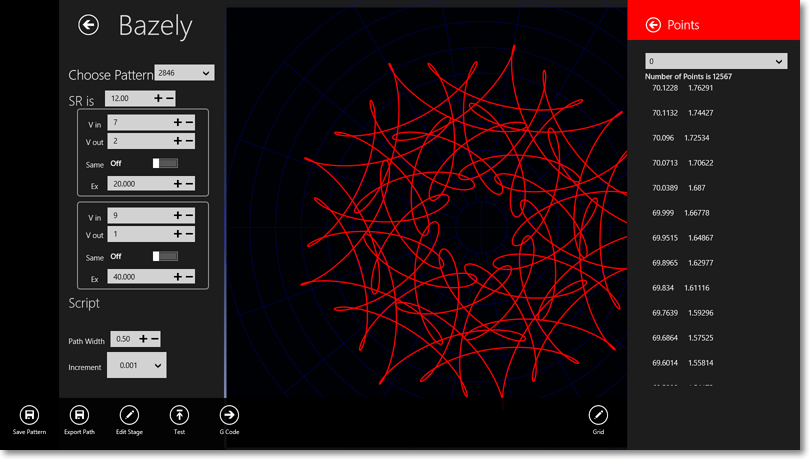 Bazely
Choose Pattern 2846
SR is 12.00
V in 7
V out 2
Same Off
Ex 20.000
V in 9
V out 1
Same Off
Ex 40.000
Script
Path Width 0.50
Increment 0.001
Save Pattern
Export Path
Edit Stage
Test
G Code
Grid
Points
0
Number of Points is 12567
70.1228 1.76291
70.1132 1.74427
70.096 1.72534
70.0713 1.70622
70.0389 1.687
69.999 1.66778
69.9515 1.64867
69.8965 1.62977
69.834 1.61116
69.7639 1.59296
69.6864 1.57525
69.6014 1.55814